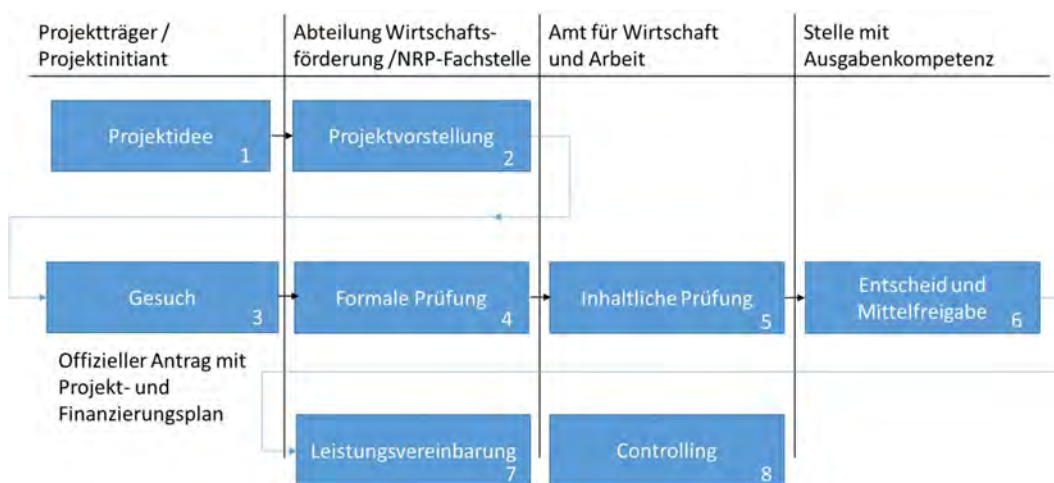 Projektträger /
Projektinitiant
Abteilung Wirtschafts-
förderung /NRP-Fachstelle
Amt für Wirtschaft
und Arbeit
Stelle mit
Ausgabenkompetenz
Projektidee
1
Projektvorstellung
2
Gesuch
3
Formale Prüfung
4
Inhaltliche Prüfung
5
Entscheid und
Mittelfreigabe
6
Offizieller Antrag mit
Projekt- und
Finanzierungsplan
Leistungsvereinbarung
7
Controlling
8